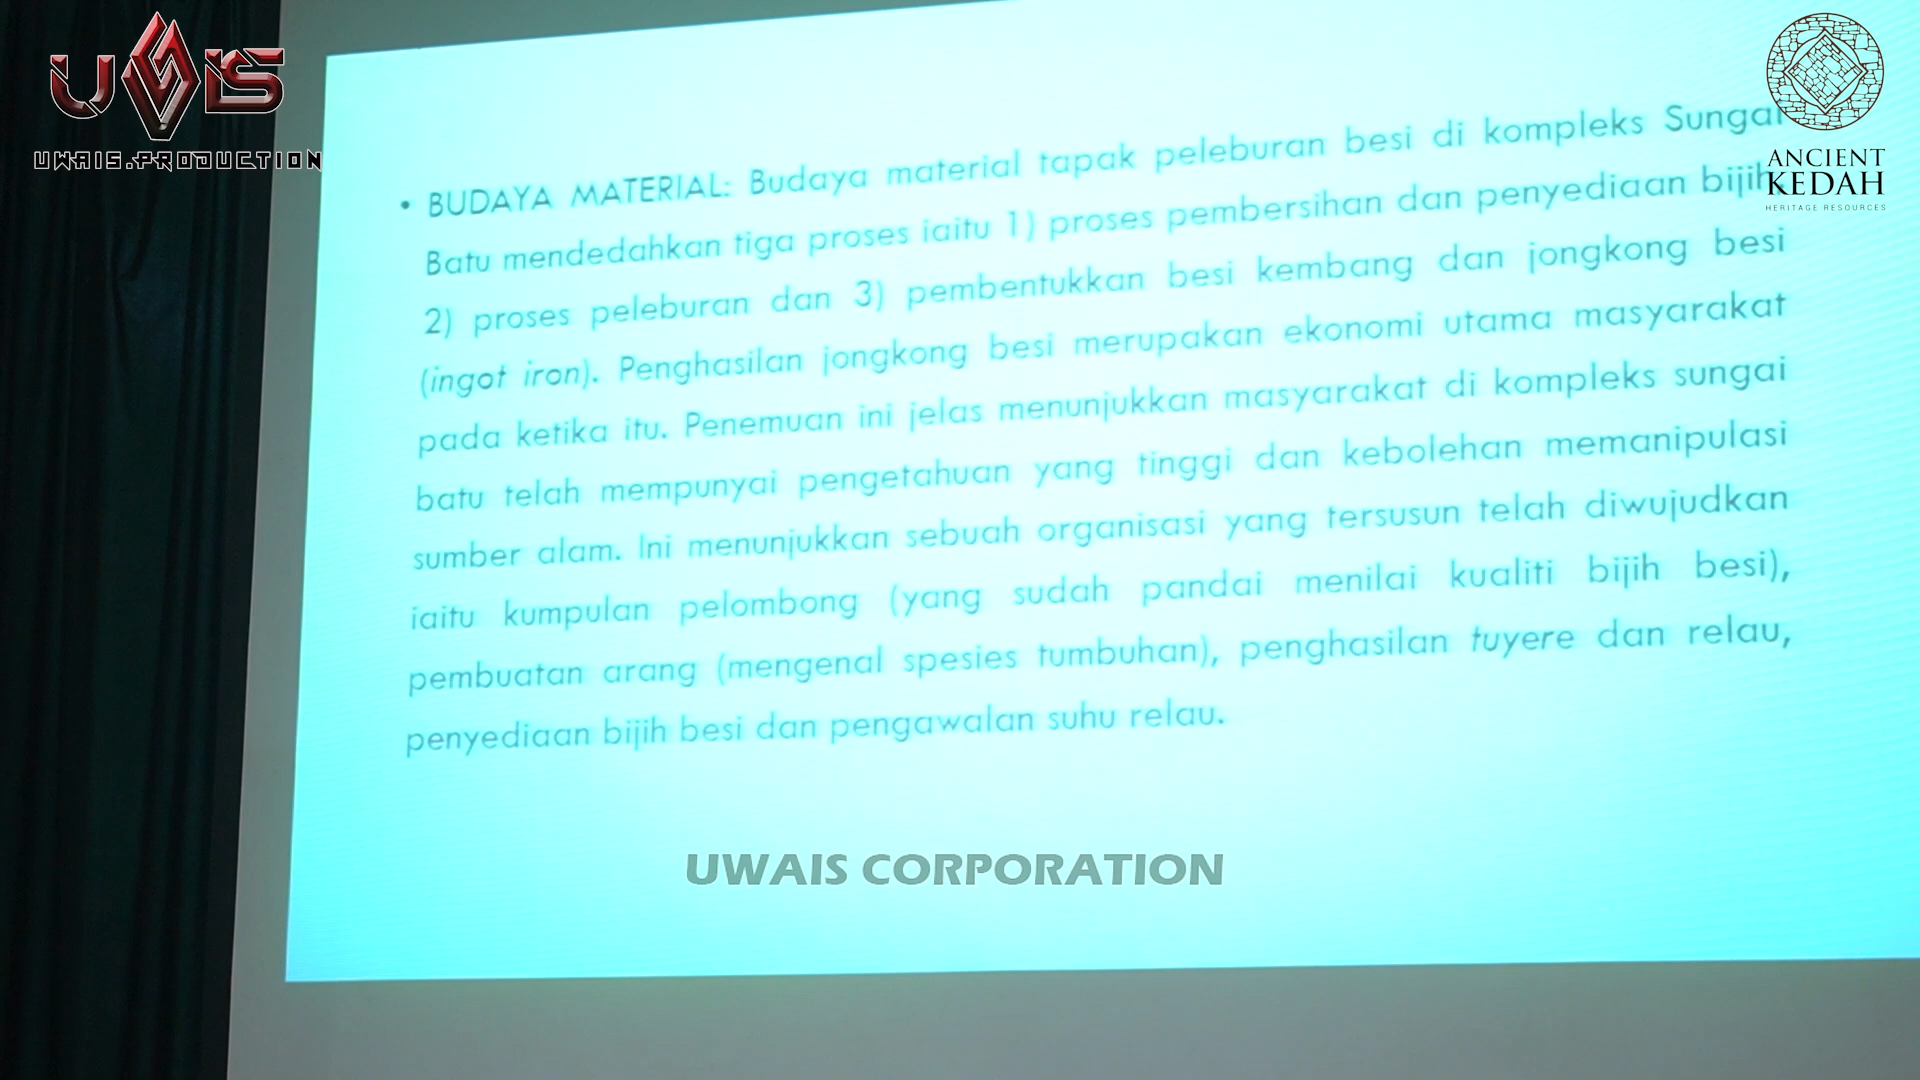 UWAIS
UWAIS.PRODUCTION
ANCIENT
KEDAH
HERITAGE RESOURCES
• BUDAYA MATERIAL: Budaya material tapak peleburan besi di kompleks Sungai
Batu mendedahkan tiga proses iaitu 1) proses pembersihan dan penyediaan bijih,
2) proses peleburan dan 3) pembentukkan besi kembang dan jongkong besi
(ingot iron). Penghasilan jongkong besi merupakan ekonomi utama masyarakat
pada ketika itu. Penemuan ini jelas menunjukkan masyarakat di kompleks sungai
batu telah mempunyai pengetahuan yang tinggi dan kebolehan memanipulasi
sumber alam. Ini menunjukkan sebuah organisasi yang tersusun telah diwujudkan
iaitu kumpulan pelombong (yang sudah pandai menilai kualiti bijih besi),
pembuatan arang (mengenal spesies tumbuhan), penghasilan tuyere dan relau,
penyediaan bijih besi dan pengawalan suhu relau.
UWAIS CORPORATION